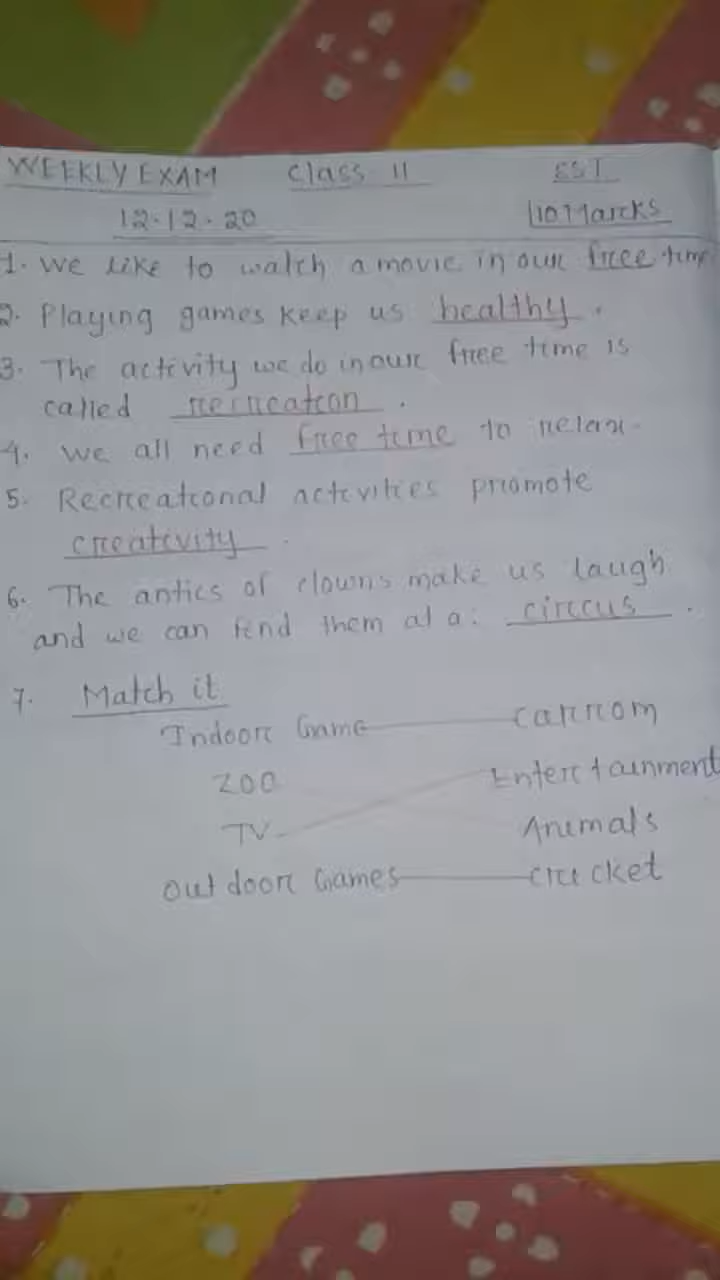 WEEKLY EXAM Class - II SST
12.12.20 10 Marks
1. We like to watch a movie in our free time
2. Playing games keep us healthy.
3. The activity we do in our free time is
called recreation.
4. We all need free time to relax.
5. Recreational activities promote
creativity.
6. The antics of clowns make us laugh
and we can find them at a: circus.
7. Match it
Indoor Game Carrom
ZOO Entertainment
TV Animals
Outdoor Games cricket